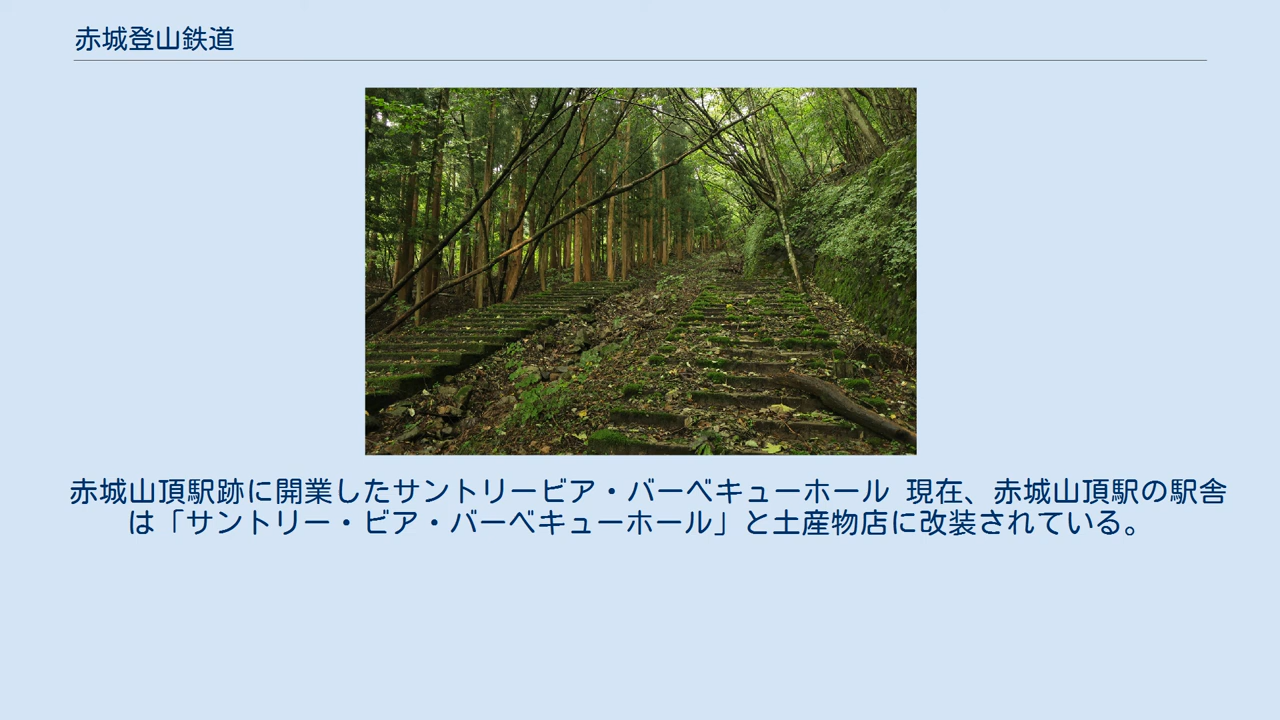 赤城登山鉄道
赤城山頂駅跡に開業したサントリービア・バーベキューホール 現在、赤城山頂駅の駅舎
は「サントリー・ビア・バーベキューホール」と土産物店に改装されている。